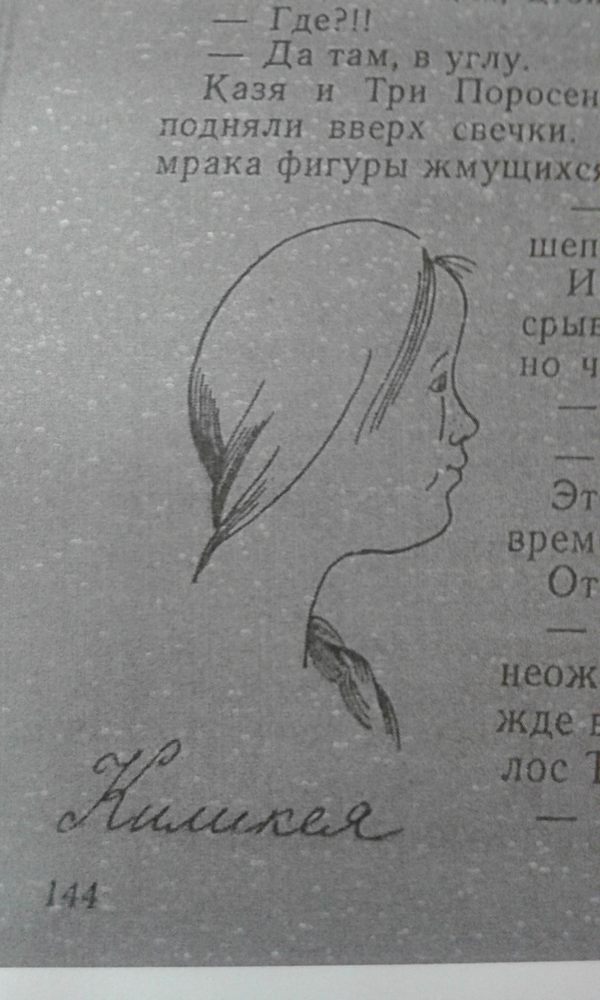 — Где?!!
— Да там, в углу.
Казя и Три Поросен
подняли вверх свечки.
мрака фигуры жмущихся
—
шеп
И
срыв
но ч
—
—
Эт
врем
От
—
неож
жде в
лос Т
—
Киликея
144